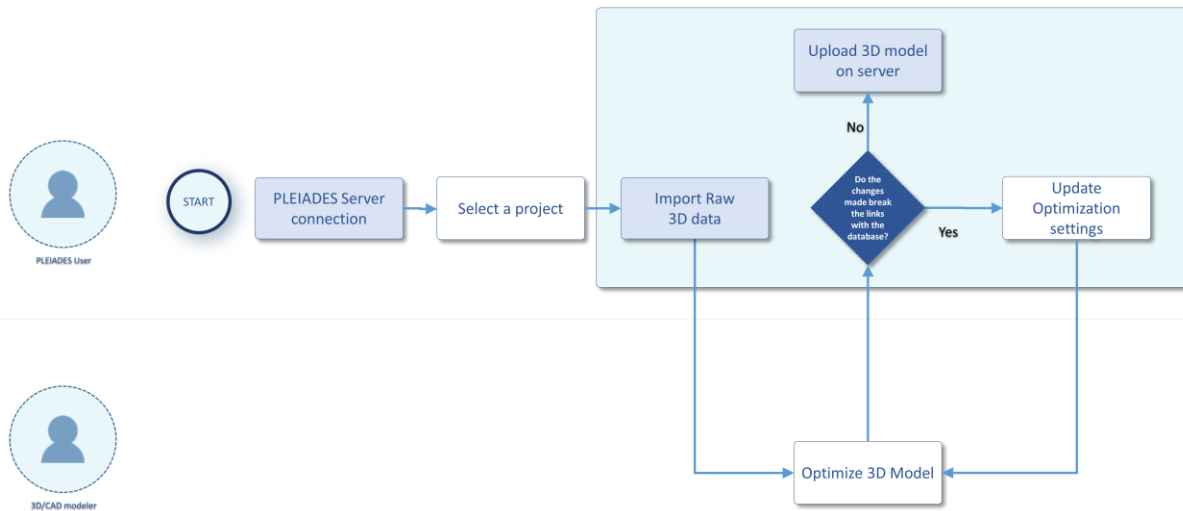 Upload 3D model
on server
No
START
PLEIADES Server
connection
Select a project
Import Raw
3D data
Do the
changes
made break
the links
with the
database?
Yes
Update
Optimization
settings
PLEIADES User
Optimize 3D Model
3D/CAD modeler